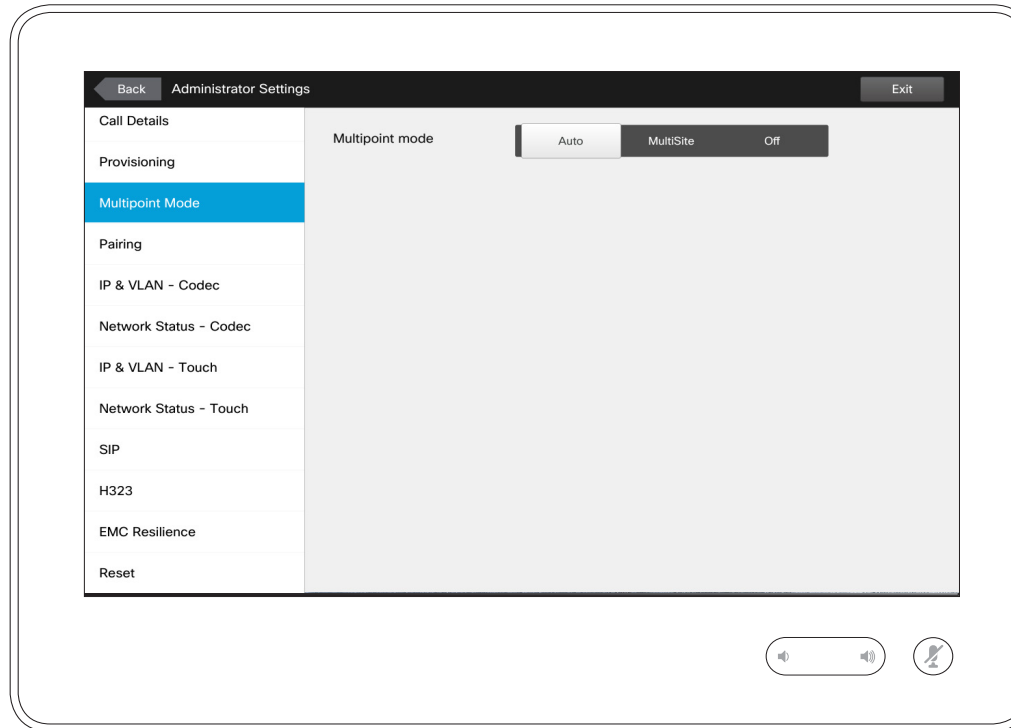 Back Administrator Settings Exit
Call Details
Multipoint mode Auto MultiSite Off
Provisioning
Multipoint Mode
Pairing
IP & VLAN - Codec
Network Status - Codec
IP & VLAN - Touch
Network Status - Touch
SIP
H323
EMC Resilience
Reset